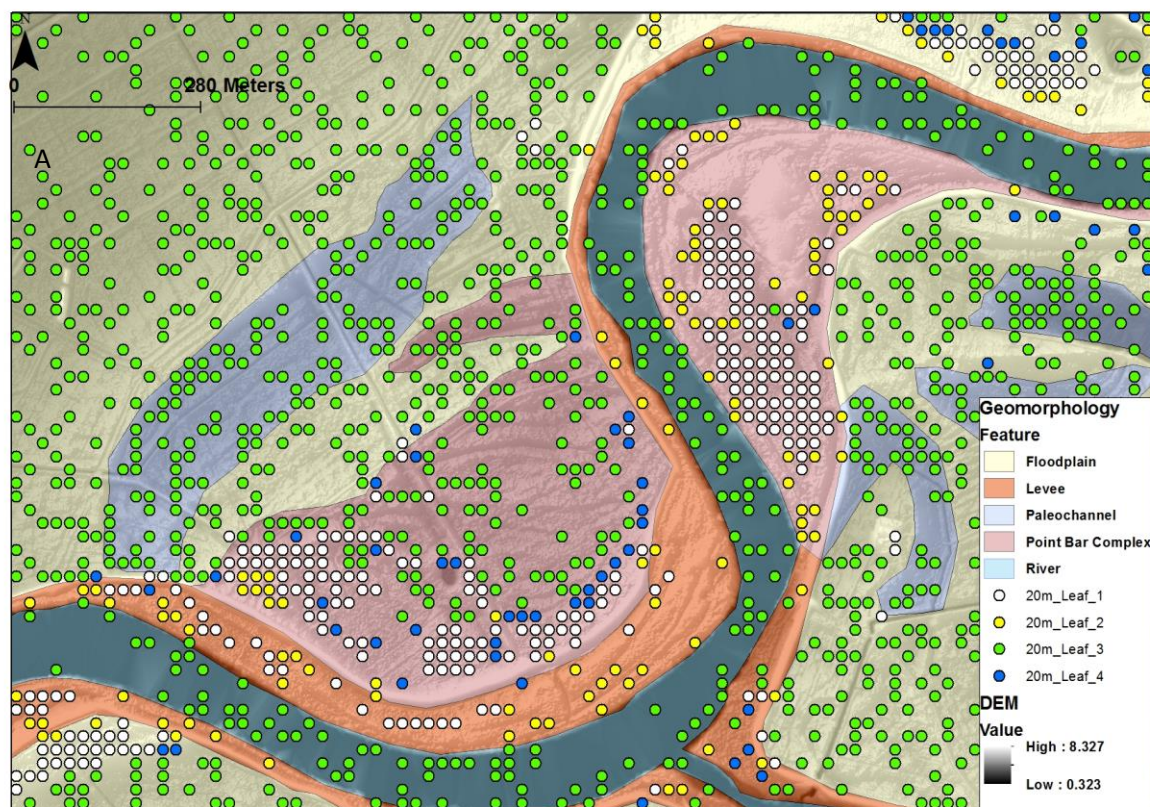 N
0 280 Meters
A
Geomorphology
Feature
Floodplain
Levee
Paleochannel
Point Bar Complex
River
20m_Leaf_1
20m_Leaf_2
20m_Leaf_3
20m_Leaf_4
DEM
Value
High : 8.327
Low : 0.323